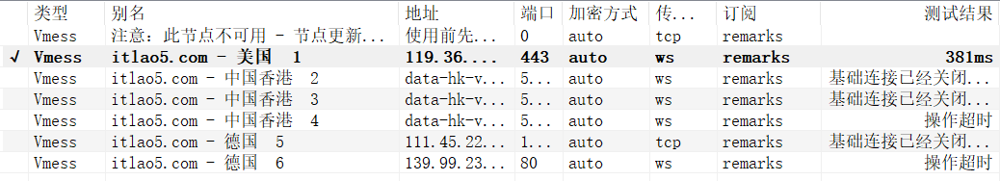 类型 别名 地址 端口 加密方式 传... 订阅 测试结果
Vmess 注意：此节点不可用 - 节点更新... 使用前先... 0 auto tcp remarks
√ Vmess itlao5.com - 美国 1 119.36.... 443 auto ws remarks 381ms
Vmess itlao5.com - 中国香港 2 data-hk-v... 5... auto ws remarks 基础连接已经关闭...
Vmess itlao5.com - 中国香港 3 data-hk-v... 5... auto ws remarks 基础连接已经关闭...
Vmess itlao5.com - 中国香港 4 data-hk-v... 5... auto ws remarks 操作超时
Vmess itlao5.com - 德国 5 111.45.22... 1... auto tcp remarks 基础连接已经关闭...
Vmess itlao5.com - 德国 6 139.99.23... 80 auto ws remarks 操作超时